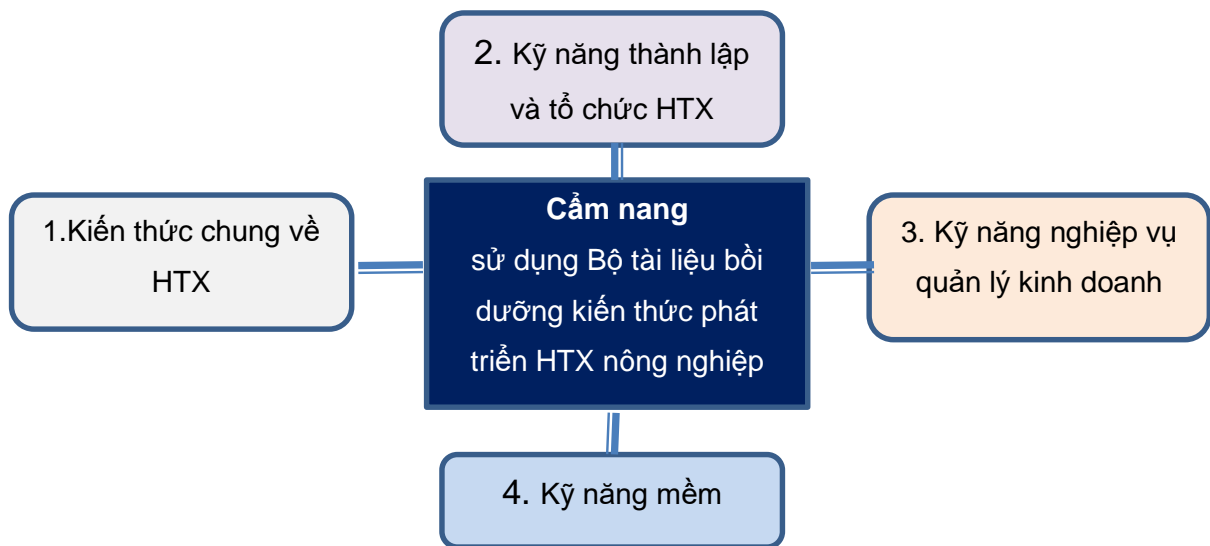 2. Kỹ năng thành lập
và tổ chức HTX
1.Kiến thức chung về
HTX
Cẩm nang
sử dụng Bộ tài liệu bồi
dưỡng kiến thức phát
triển HTX nông nghiệp
3. Kỹ năng nghiệp vụ
quản lý kinh doanh
4. Kỹ năng mềm